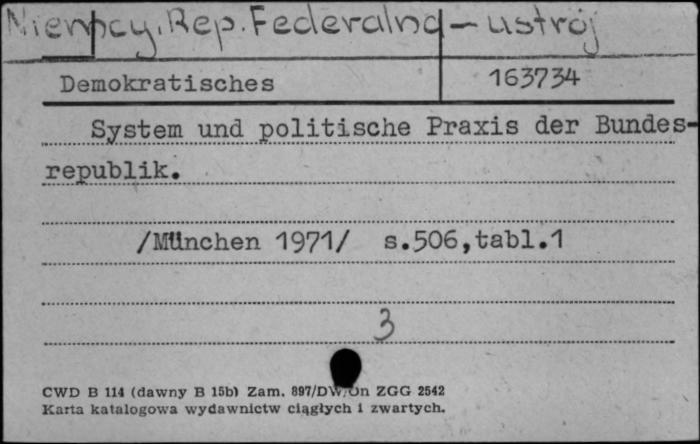 Niemcy, Rep. Federalna – ustrój
Demokratisches 163734
System und politische Praxis der Bundes-
republik.
/München 1971/ s.506,tabl.1
3
CWD B 114 (dawny B 15b) Zam. 897/DW/Un ZGG 2542
Karta katalogowa wydawnictw ciągłych i zwartych.